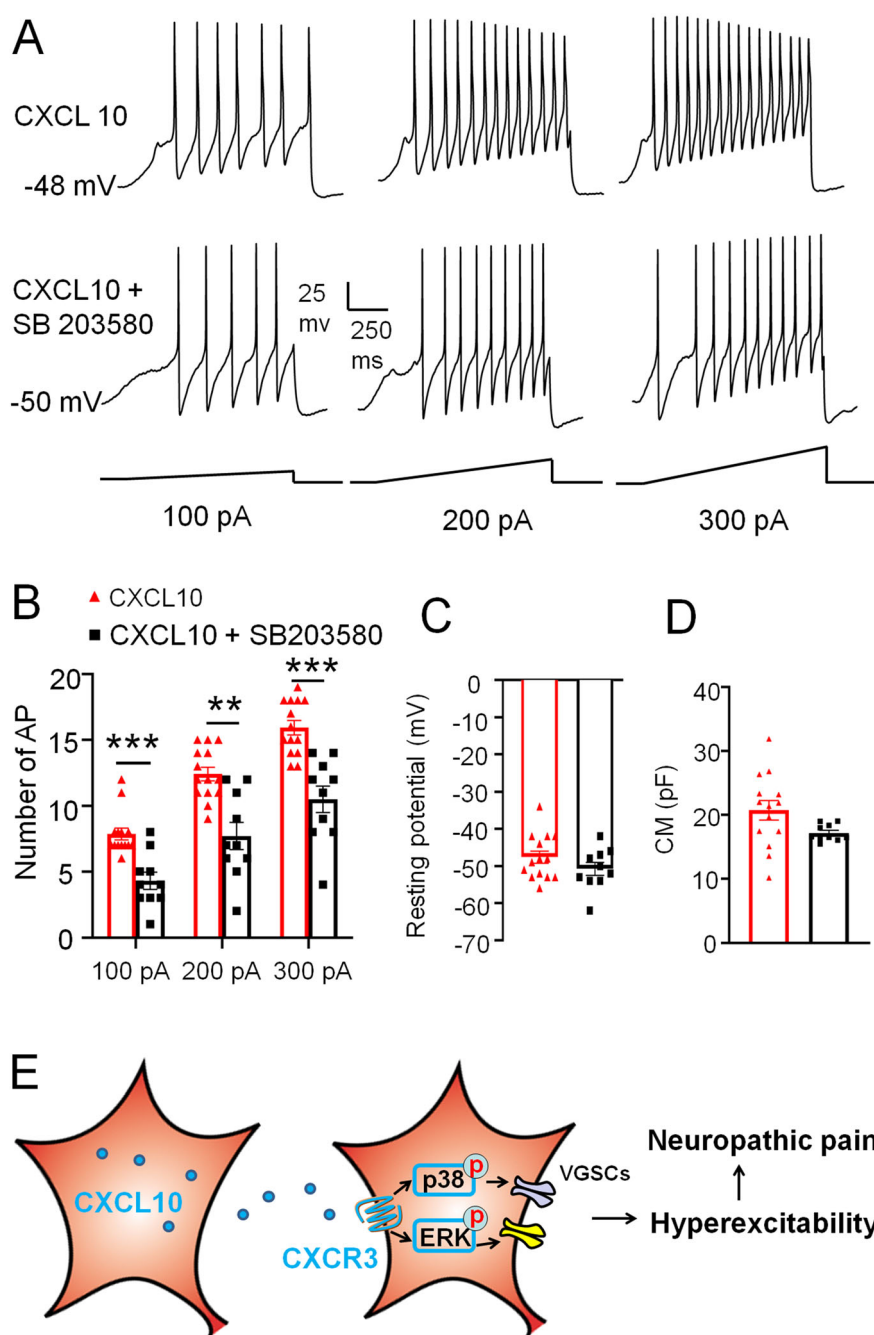 A
CXCL 10
-48 mV
CXCL10 +
SB 203580
25
mv
250
ms
-50 mV
100 pA
200 pA
300 pA
B
CXCL10
CXCL10 + SB203580
Number of AP
20
15
10
5
0
***
**
***
100 pA
200 pA
300 pA
C
Resting potential (mV)
0
-10
-20
-30
-40
-50
-60
-70
D
CM (pF)
40
30
20
10
0
E
CXCL10
CXCR3
p38
p
ERK
p
VGSCs
Neuropathic pain
Hyperexcitability